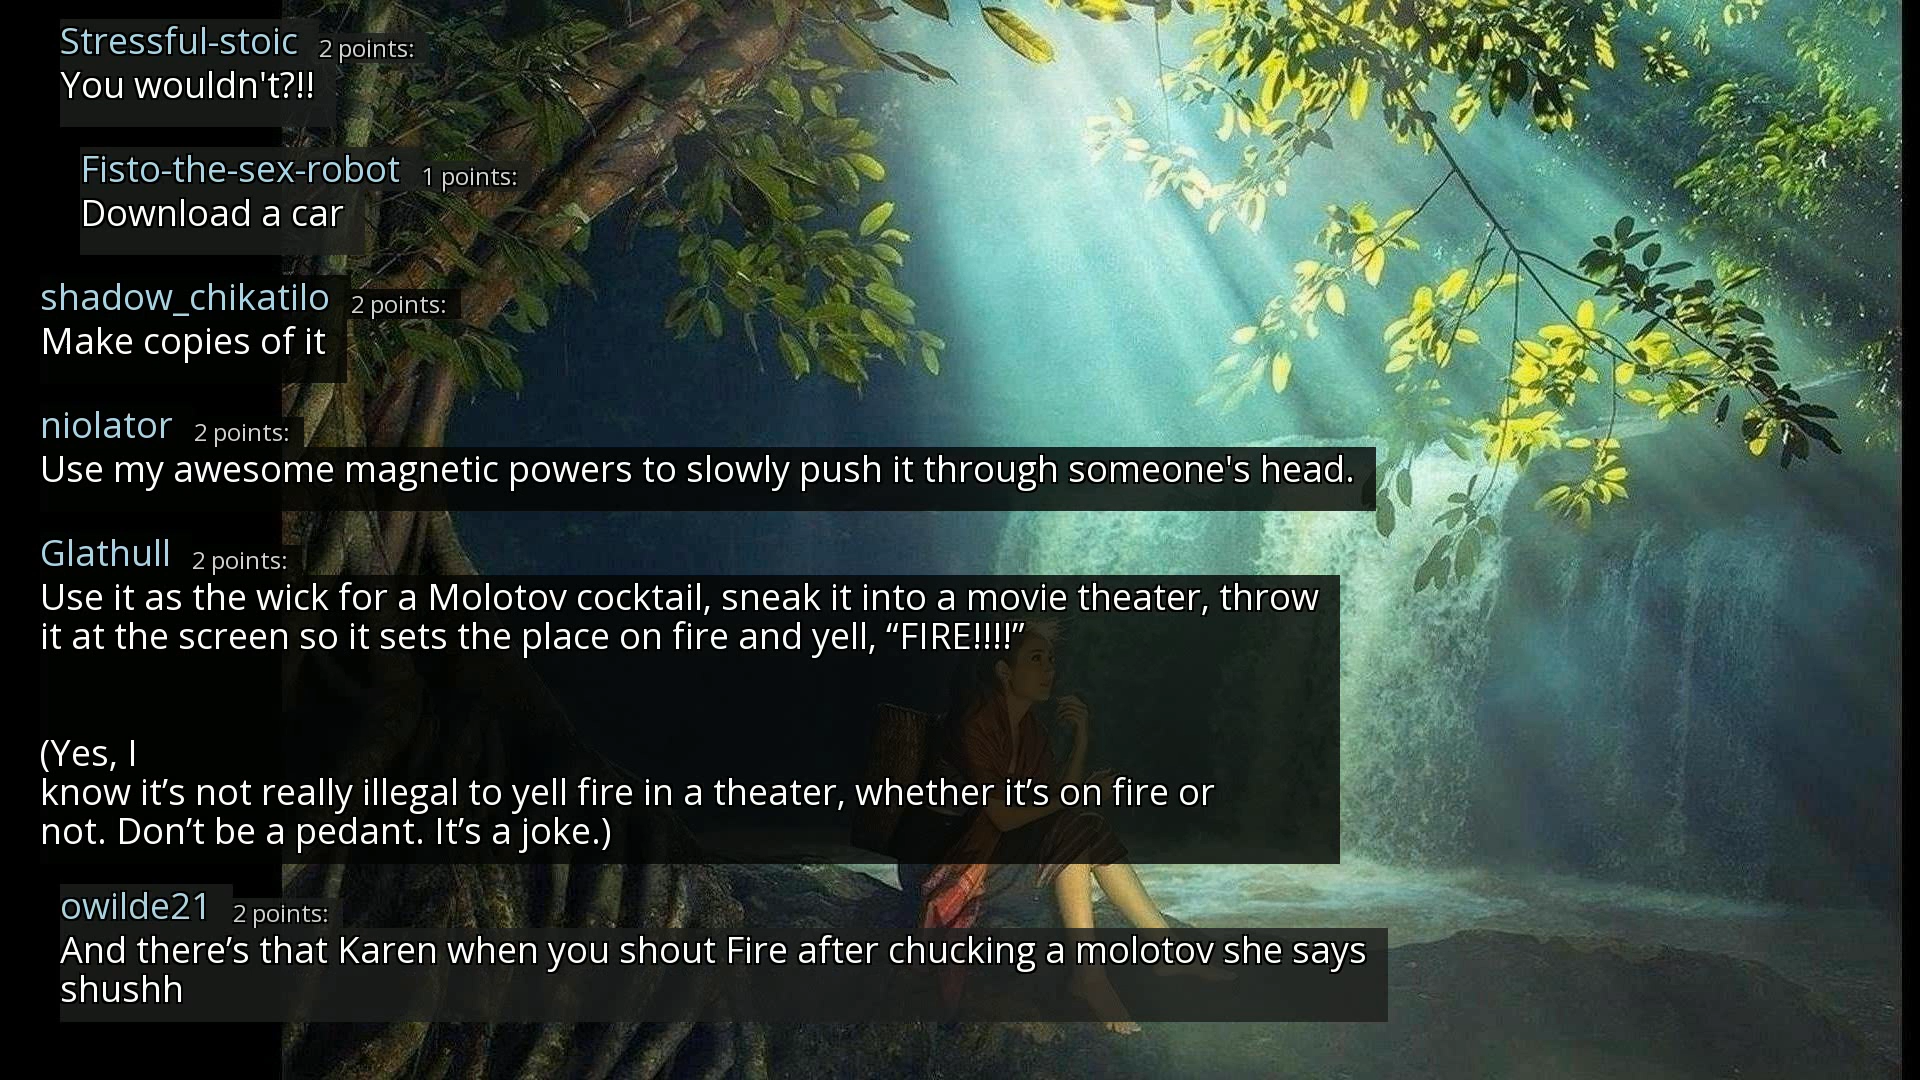 Stressful-stoic 2 points:
You wouldn't?!!
Fisto-the-sex-robot 1 points:
Download a car
shadow_chikatilo 2 points:
Make copies of it
niolator 2 points:
Use my awesome magnetic powers to slowly push it through someone's head.
Glathull 2 points:
Use it as the wick for a Molotov cocktail, sneak it into a movie theater, throw
it at the screen so it sets the place on fire and yell, “FIRE!!!!”
(Yes, I
know it’s not really illegal to yell fire in a theater, whether it’s on fire or
not. Don’t be a pedant. It’s a joke.)
owilde21 2 points:
And there’s that Karen when you shout Fire after chucking a molotov she says
shushh